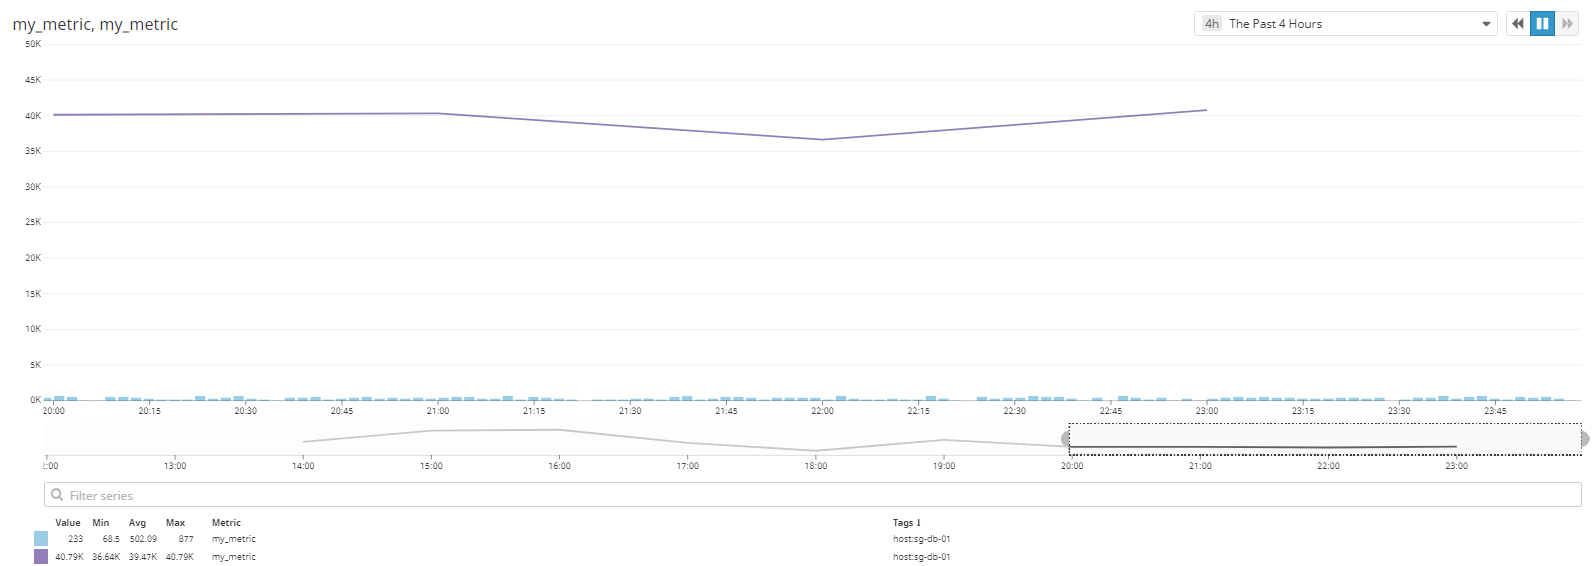 my_metric, my_metric
4h The Past 4 Hours
50K
45K
40K
35K
30K
25K
20K
15K
10K
5K
0K
20:00 20:15 20:30 20:45 21:00 21:15 21:30 21:45 22:00 22:15 22:30 22:45 23:00 23:15 23:30 23:45
:00 13:00 14:00 15:00 16:00 17:00 18:00 19:00 20:00 21:00 22:00 23:00
Filter series
Value Min Avg Max Metric Tags
233 68.5 502.09 877 my_metric host:sg-db-01
40.79K 36.64K 39.47K 40.79K my_metric host:sg-db-01